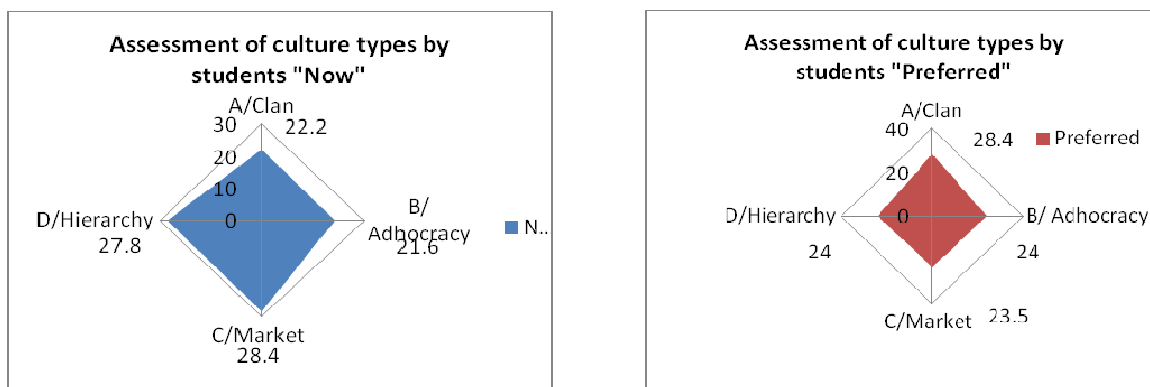 Assessment of culture types by
students "Now"
A/Clan
30
22.2
20
10
0
D/Hierarchy
27.8
B/
Adhocracy
21.6
N..
C/Market
28.4
Assessment of culture types by
students "Preferred"
A/Clan
40
28.4
Preferred
20
0
D/Hierarchy
24
B/ Adhocracy
24
C/Market
23.5